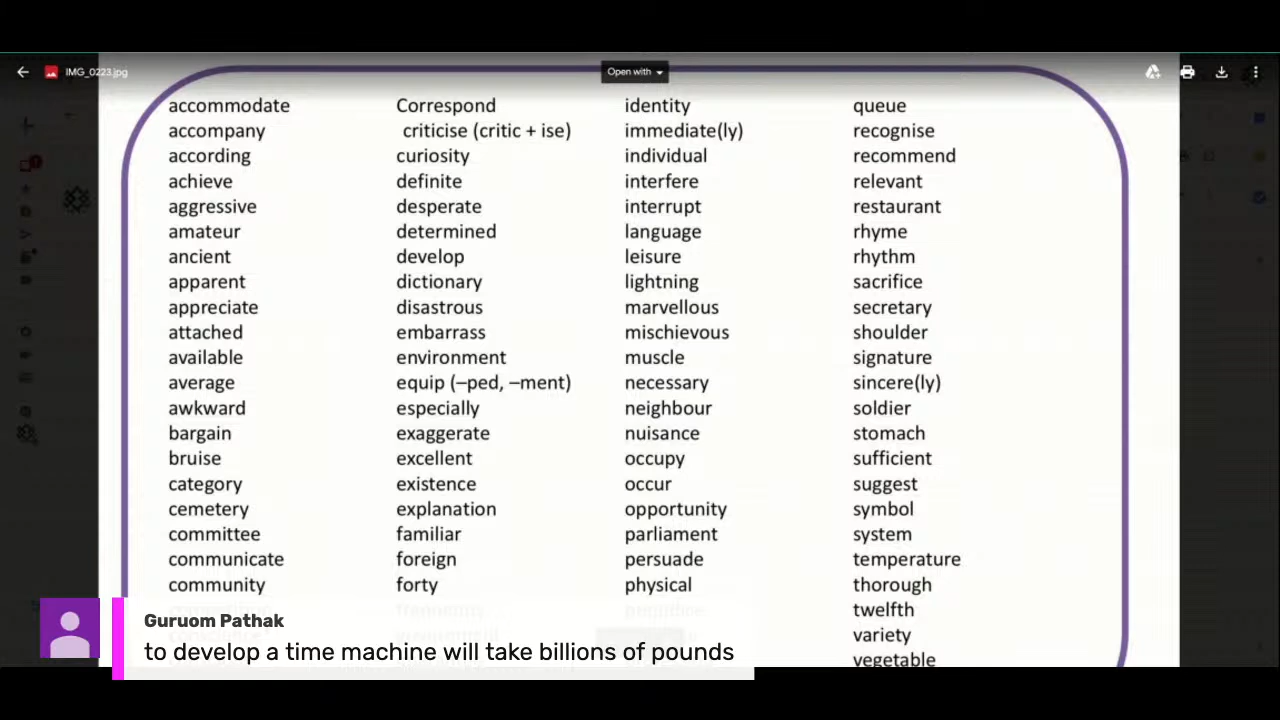 IMG_0223.jpg
Open with
accommodate
accompany
according
achieve
aggressive
amateur
ancient
apparent
appreciate
attached
available
average
awkward
bargain
bruise
category
cemetery
committee
communicate
community
Correspond
criticise (critic + ise)
curiosity
definite
desperate
determined
develop
dictionary
disastrous
embarrass
environment
equip (–ped, –ment)
especially
exaggerate
excellent
existence
explanation
familiar
foreign
forty
identity
immediate(ly)
individual
interfere
interrupt
language
leisure
lightning
marvellous
mischievous
muscle
necessary
neighbour
nuisance
occupy
occur
opportunity
parliament
persuade
physical
queue
recognise
recommend
relevant
restaurant
rhyme
rhythm
sacrifice
secretary
shoulder
signature
sincere(ly)
soldier
stomach
sufficient
suggest
symbol
system
temperature
thorough
twelfth
variety
vegetable
Guruom Pathak
to develop a time machine will take billions of pounds